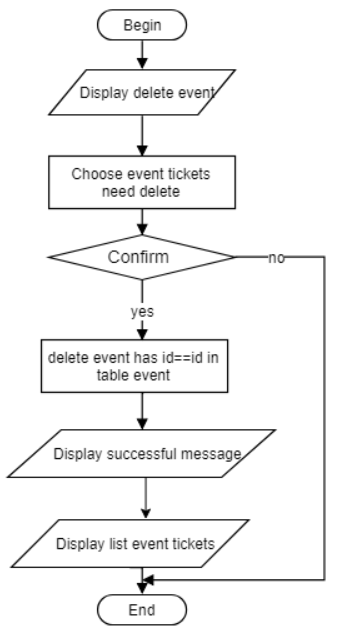 Begin
Display delete event
Choose event tickets
need delete
Confirm
no
yes
delete event has id==id in
table event
Display successful message
Display list event tickets
End